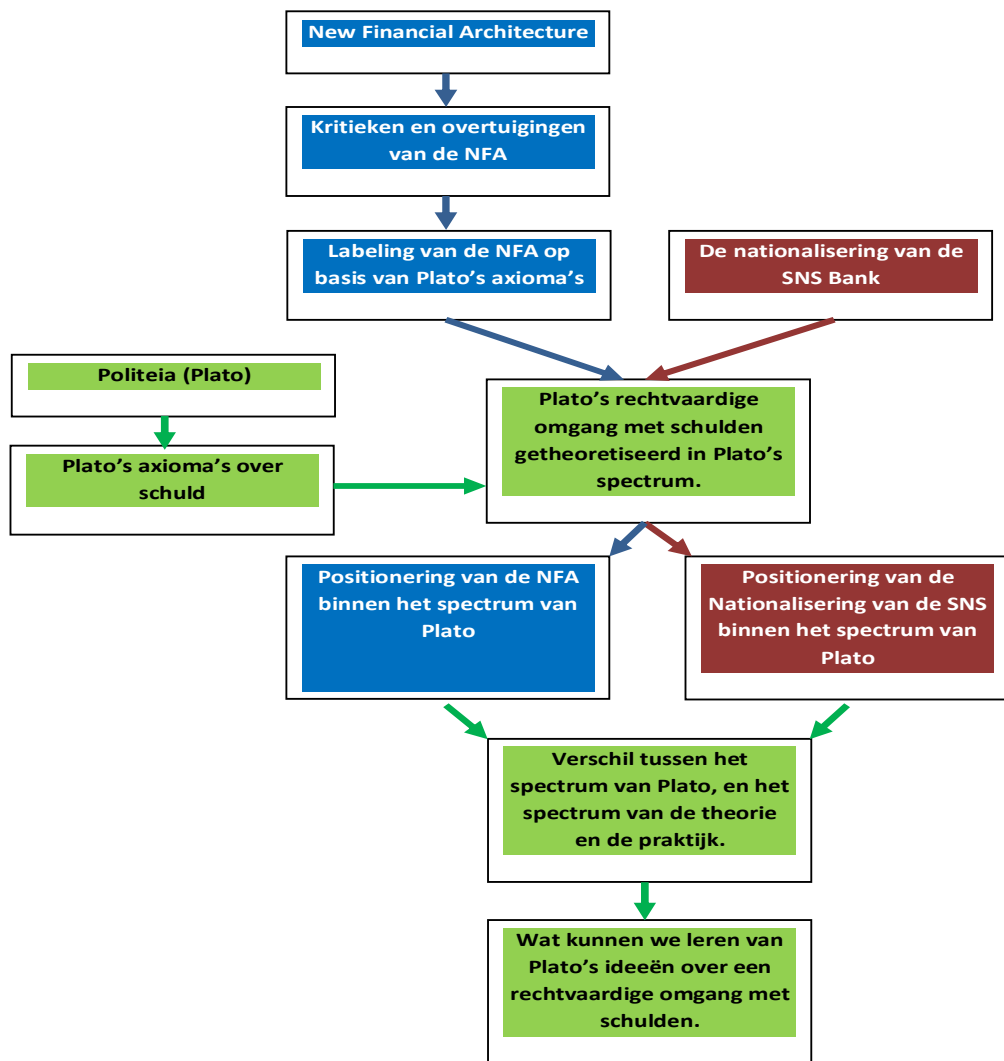 New Financial Architecture
Kritieken en overtuigingen
van de NFA
Labeling van de NFA op
basis van Plato’s axioma’s
De nationalisering van de
SNS Bank
Politeia (Plato)
Plato’s axioma’s over
schuld
Plato’s rechtvaardige
omgang met schulden
getheoretiseerd in Plato’s
spectrum.
Positionering van de NFA
binnen het spectrum van
Plato
Positionering van de
Nationalisering van de SNS
binnen het spectrum van
Plato
Verschil tussen het
spectrum van Plato, en het
spectrum van de theorie
en de praktijk.
Wat kunnen we leren van
Plato’s ideeën over een
rechtvaardige omgang met
schulden.